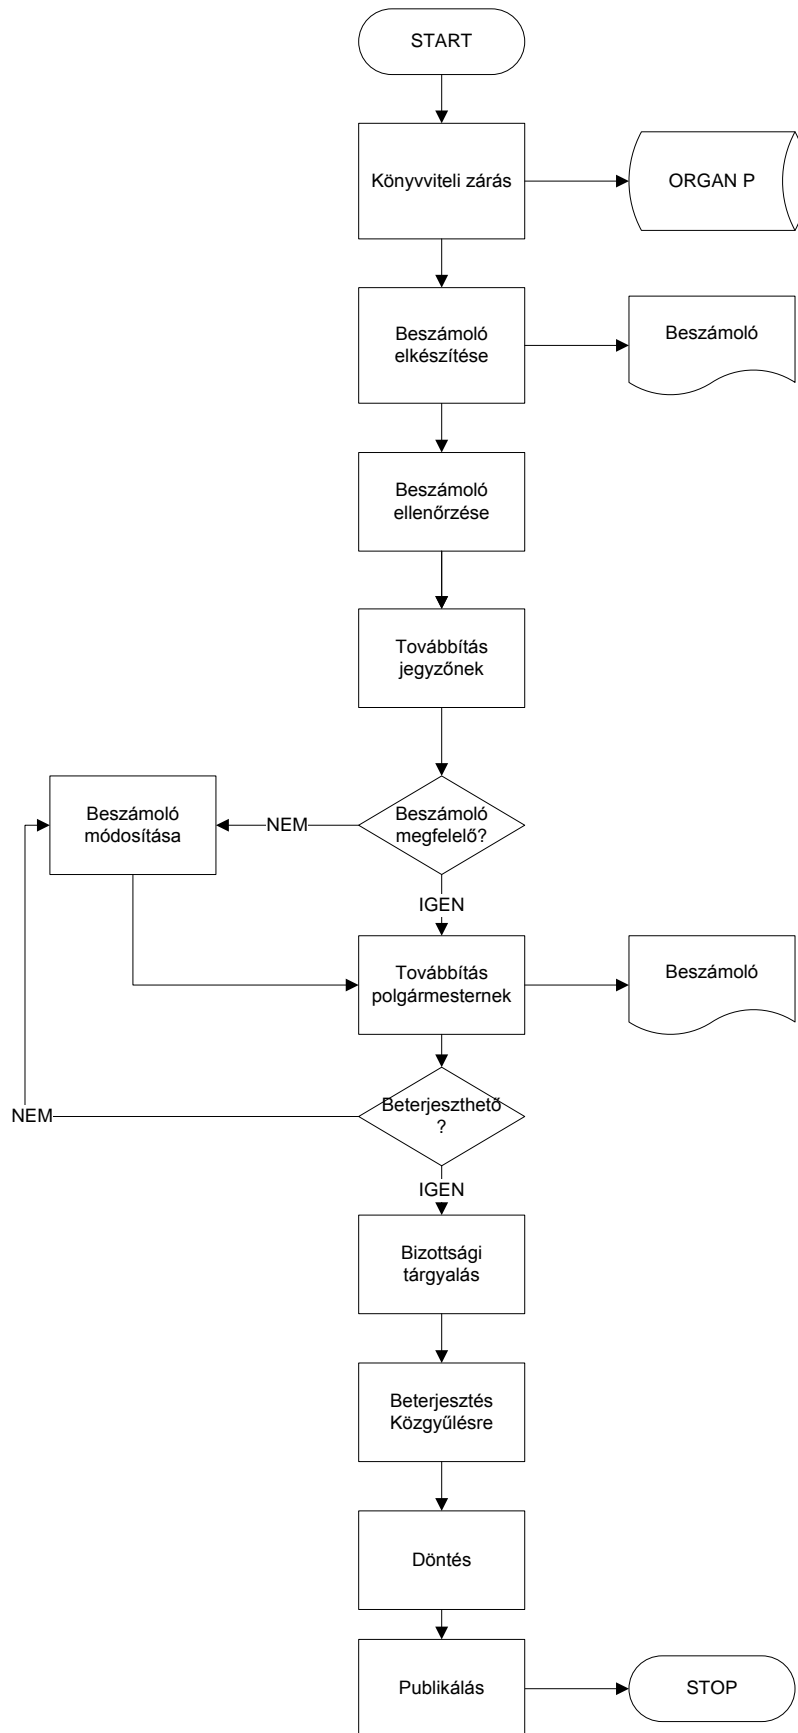 START
Könyvviteli zárás
ORGAN P
Beszámoló
elkészítése
Beszámoló
Beszámoló
ellenőrzése
Továbbítás
jegyzőnek
Beszámoló
módosítása
NEM
Beszámoló
megfelelő?
IGEN
Továbbítás
polgármesternek
Beszámoló
NEM
Beterjeszthető
?
IGEN
Bizottsági
tárgyalás
Beterjesztés
Közgyűlésre
Döntés
Publikálás
STOP